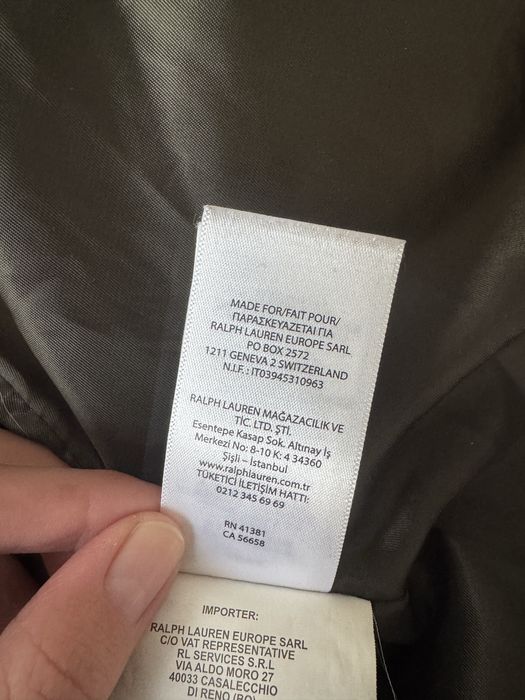 MADE FOR/FAIT POUR/
ΠΑΡΑΣΚΕΥΑΖΕΤΑΙ ΓΙΑ
RALPH LAUREN EUROPE SARL
PO BOX 2572
1211 GENEVA 2 SWITZERLAND
N.I.F. : IT03945310963
RALPH LAUREN MAĞAZACILIK VE
TİC. LTD. ŞTİ.
Esentepe Kasap Sok. Altınay İş
Merkezi No: 8-10 K: 4 34360
Şişli – İstanbul
www.ralphlauren.com.tr
TÜKETİCİ İLETİŞİM HATTI:
0212 345 69 69
RN 41381
CA 56658
IMPORTER:
RALPH LAUREN EUROPE SARL
C/O VAT REPRESENTATIVE
RL SERVICES S.R.L
VIA ALDO MORO 27
40033 CASALECCHIO
DI RENO (BO)